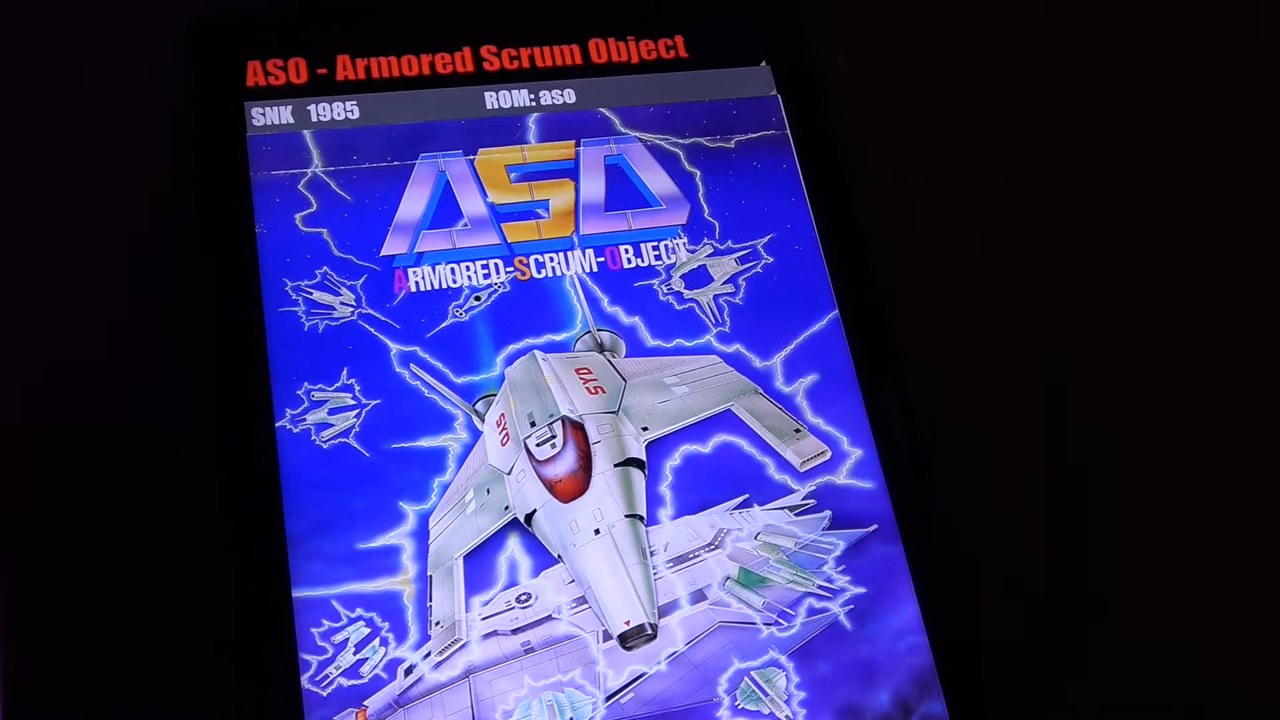 ASO - Armored Scrum Object
SNK 1985 ROM: aso
ASO
ARMORED-SCRUM-OBJECT
SYD
SYD